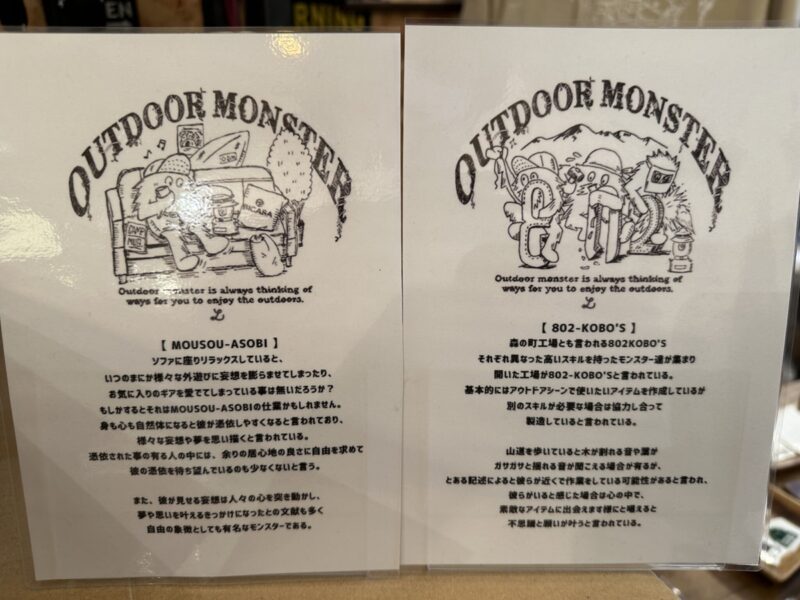 OUTDOOR MONSTER
CAMP
Outdoor monster is always thinking of
ways for you to enjoy the outdoors.
【 MOUSOU-ASOBI 】
ソファに座りリラックスしていると、
いつのまにか様々な外遊びに妄想を膨らませてしまったり、
お気に入りのギアを愛でてしまっている事は無いだろうか？
もしかするとそれはMOUSOU-ASOBIの仕業かもしれません。
身も心も自然体になると彼が憑依しやすくなると言われており、
様々な妄想や夢を思い描くと言われている。
憑依された事の有る人の中には、余りの居心地の良さに自由を求めて
彼の憑依を待ち望んでいるのも少なくないと言う。
また、彼が見せる妄想は人々の心を突き動かし、
夢や思いを叶えるきっかけになったとの文献も多く
自由の象徴としても有名なモンスターである。
OUTDOOR MONSTER
Outdoor monster is always thinking of
ways for you to enjoy the outdoors.
【 802-KOBO'S 】
森の町工場とも言われる802KOBO'S
それぞれ異なった高いスキルを持ったモンスター達が集まり
開いた工場が802-KOBO'Sと言われている。
基本的にはアウトドアシーンで使いたいアイテムを作成しているが
別のスキルが必要な場合は協力し合って
製造していると言われている。
山道を歩いていると木が割れる音や葉が
ガサガサと揺れる音が聞こえる場合が有るが、
とある記述によると彼らが近くで作業をしている可能性があると言われ、
彼らがいると感じた場合は心の中で、
素敵なアイテムに出会えます様にと唱えると
不思議と願いが叶うと言われている。